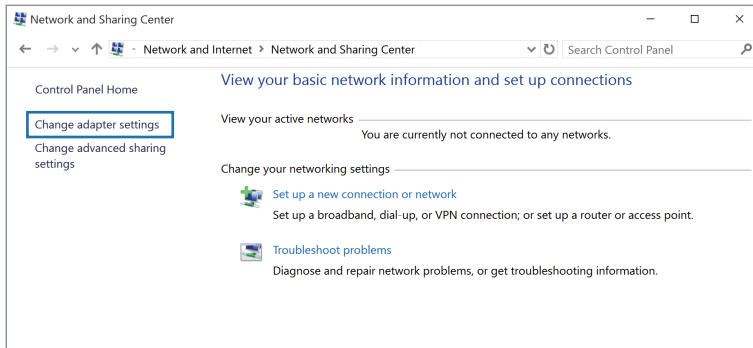 Network and Sharing Center
Network and Internet > Network and Sharing Center
Search Control Panel
Control Panel Home
Change adapter settings
Change advanced sharing
settings
View your basic network information and set up connections
View your active networks
You are currently not connected to any networks.
Change your networking settings
Set up a new connection or network
Set up a broadband, dial-up, or VPN connection; or set up a router or access point.
Troubleshoot problems
Diagnose and repair network problems, or get troubleshooting information.